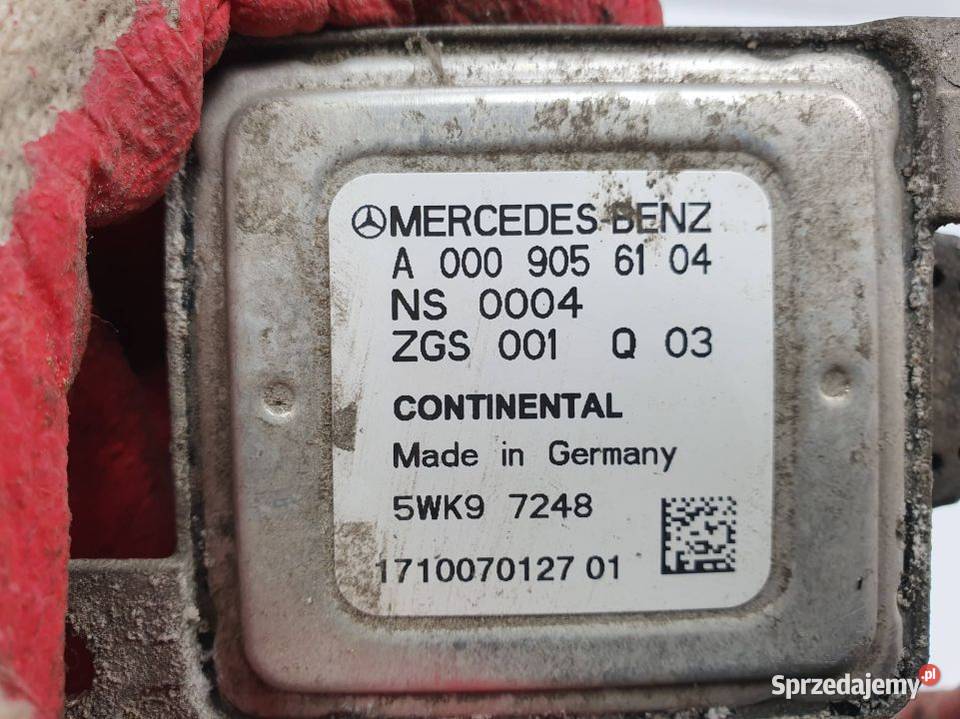 MERCEDES-BENZ
A 000 905 61 04
NS 0004
ZGS 001 Q 03
CONTINENTAL
Made in Germany
5WK9 7248
1710070127 01
Sprzedajemy.pl